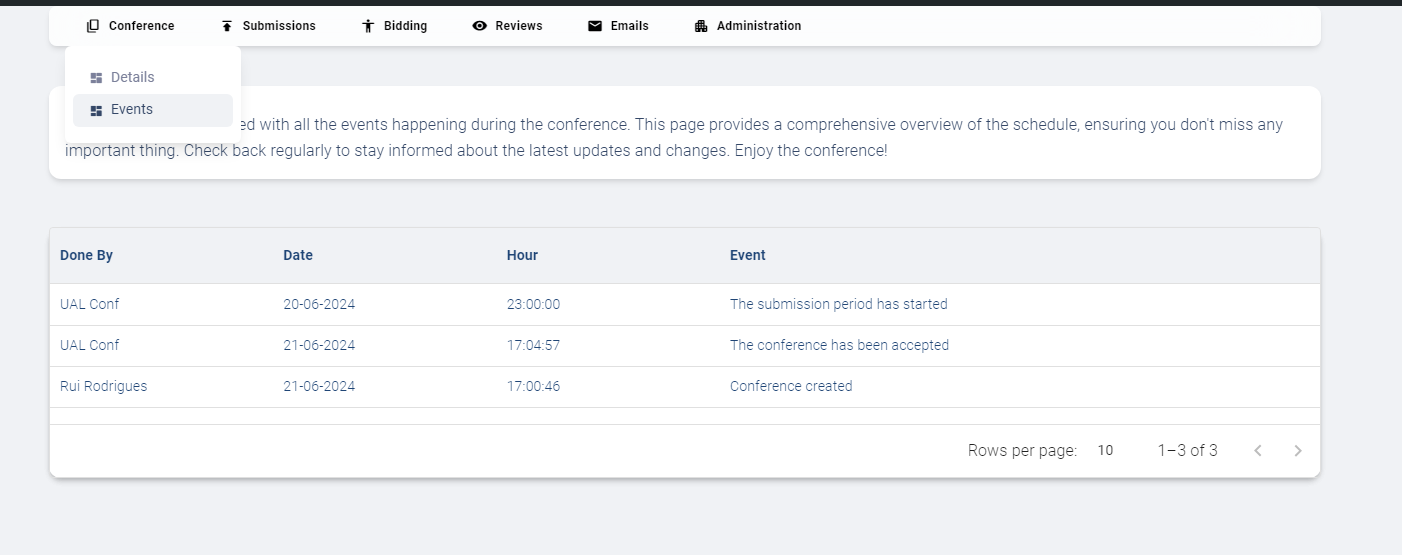 Conference Submissions Bidding Reviews Emails Administration
Details
Events
with all the events happening during the conference. This page provides a comprehensive overview of the schedule, ensuring you don't miss any
important thing. Check back regularly to stay informed about the latest updates and changes. Enjoy the conference!
Done By Date Hour Event
UAL Conf 20-06-2024 23:00:00 The submission period has started
UAL Conf 21-06-2024 17:04:57 The conference has been accepted
Rui Rodrigues 21-06-2024 17:00:46 Conference created
Rows per page: 10 1–3 of 3